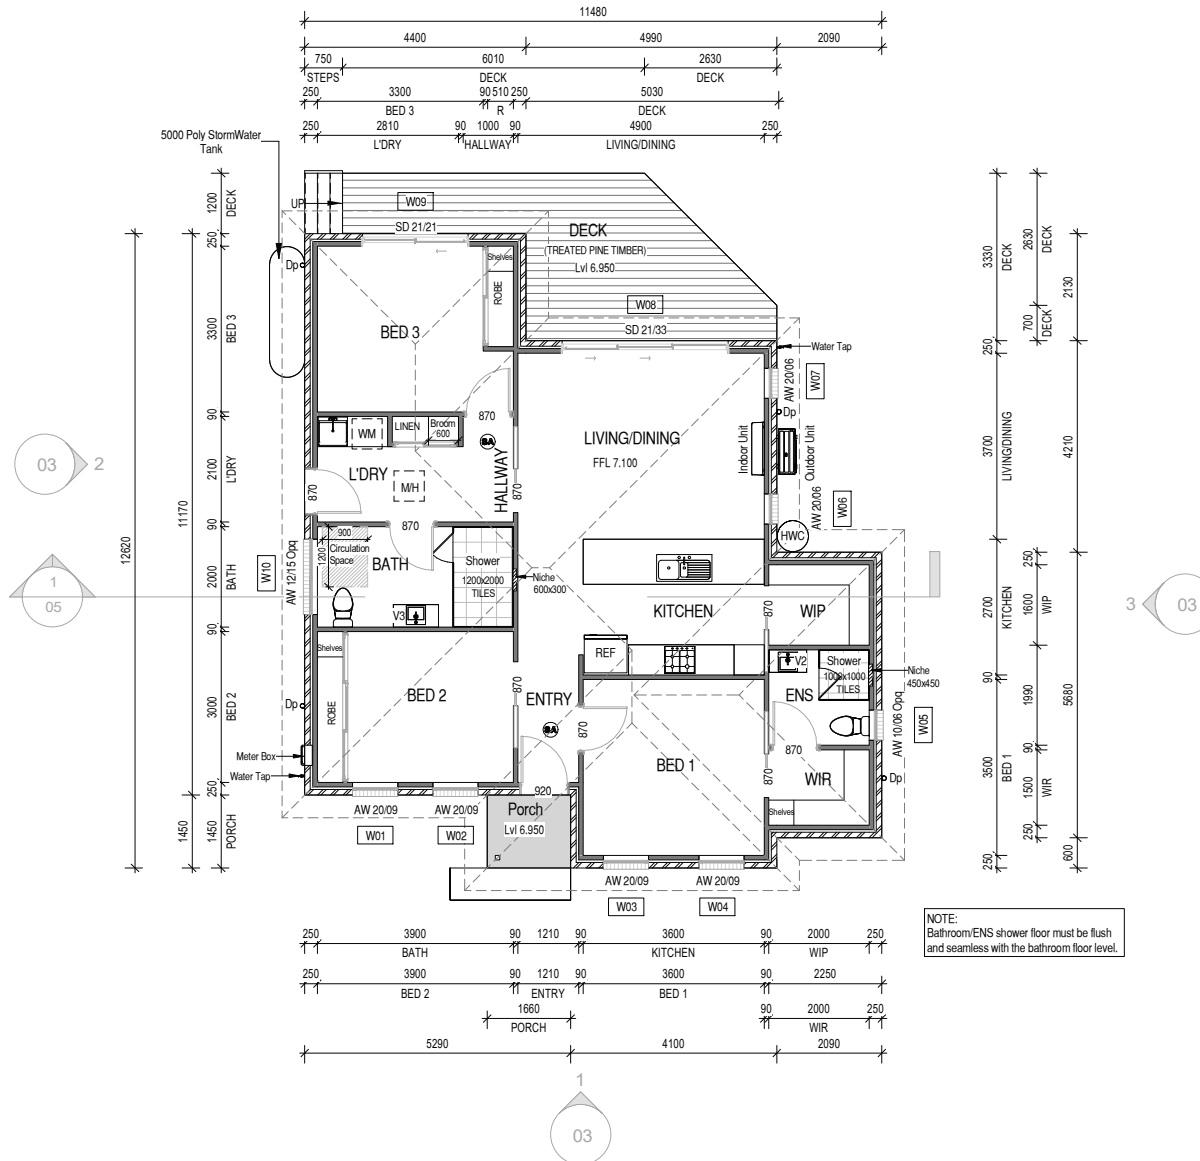 11480
4400 4990 2090
750 6010 2630
STEPS DECK DECK
250 3300 90 510 250 5030
BED 3 R DECK
250 2810 90 1000 90 4900 250
L'DRY HALLWAY LIVING/DINING
5000 Poly StormWater
Tank
UP
W09
SD 21/21
DECK
(TREATED PINE TIMBER)
Lvl 6.950
W08
SD 21/33
Dp
Shelves
ROBE
BED 3
870
Water Tap
AW 20/06
W07
Dp
WM
LINEN
Broom
600
SA
L'DRY
M/H
HALLWAY
870
870
870
LIVING/DINING
FFL 7.100
Indoor Unit
Outdoor Unit
AW 20/06
W06
HWC
900
1200
Circulation
Space
BATH
Shower
1200x2000
TILES
Niche
600x300
V3
W10
AW 12/15 Opq
KITCHEN
870
WIP
REF
Shelves
ROBE
BED 2
870
ENTRY
SA
870
BED 1
V2
Shower
1000x1000
TILES
Niche
450x450
ENS
AW 10/06 Opq
W05
870
870
WIR
Shelves
Dp
Dp
Meter Box
Water Tap
920
Porch
Lvl 6.950
AW 20/09
AW 20/09
W01
W02
AW 20/09
AW 20/09
W03
W04
12620
11170
1450
1200
DECK
250
3300
BED 3
90
2100
L'DRY
90
2000
BATH
90
3000
BED 2
250
1450
PORCH
3330
DECK
250
3700
LIVING/DINING
2700
KITCHEN
90
3500
BED 1
250
2630
DECK
700
DECK
250
1600
WIP
1990
90
1500
WIR
250
2130
4210
5680
600
03
2
1
05
3
03
NOTE:
Bathroom/ENS shower floor must be flush
and seamless with the bathroom floor level.
250 3900 90 1210 90 3600 90 2000 250
BATH KITCHEN WIP
250 3900 90 1210 90 3600 90 2250
BED 2 ENTRY BED 1
1660 90 2000 250
PORCH WIR
5290 4100 2090
1
03